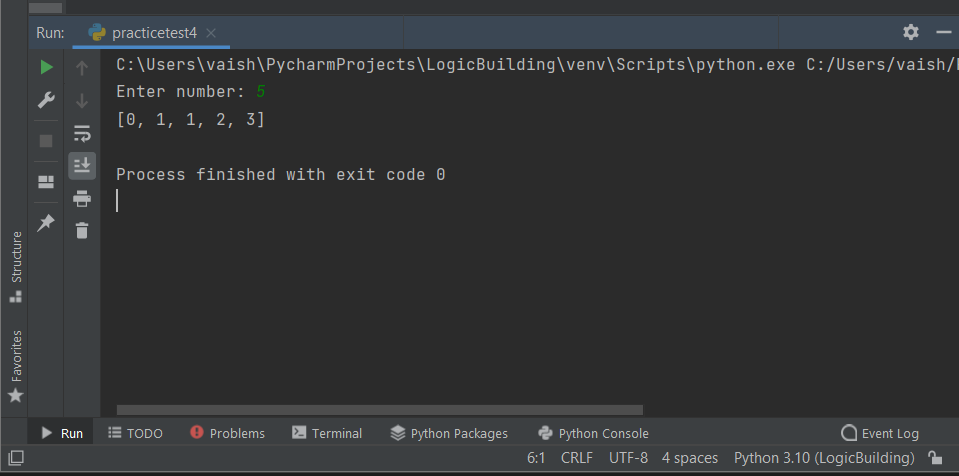 Run: practicetest4
C:\Users\vaish\PycharmProjects\LogicBuilding\venv\Scripts\python.exe C:/Users/vaish/
Enter number: 5
[0, 1, 1, 2, 3]
Process finished with exit code 0
Structure
Favorites
Run TODO Problems Terminal Python Packages Python Console Event Log
6:1 CRLF UTF-8 4 spaces Python 3.10 (LogicBuilding)